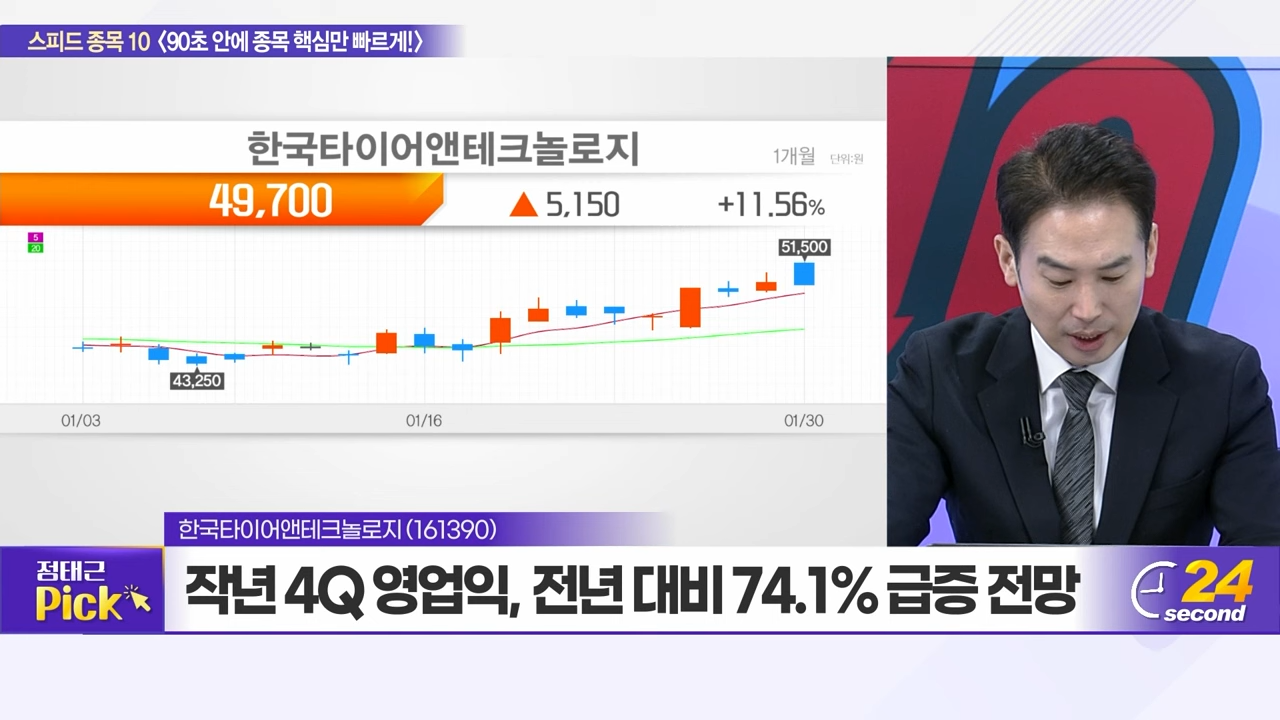 스피드 종목 10 〈90초 안에 종목 핵심만 빠르게!〉
한국타이어앤테크놀로지
1개월 단위:원
49,700 ▲ 5,150 +11.56%
5
20
51,500
43,250
01/03 01/16 01/30
한국타이어앤테크놀로지 (161390)
정태근
Pick
작년 4Q 영업익, 전년 대비 74.1% 급증 전망
24
second